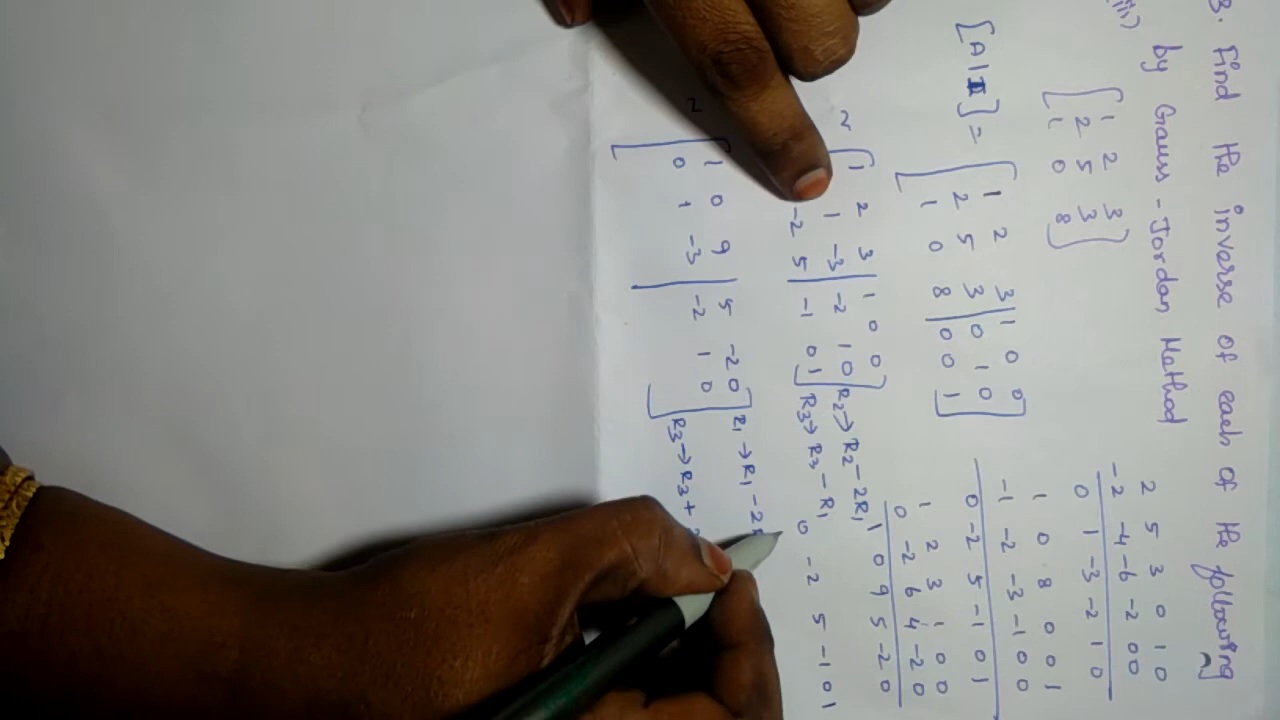 3. Find the inverse of each of the following
iii) by Gauss-Jordan Method
[1 2 3
2 5 3
1 0 8]
[A|I] = [1 2 3 | 1 0 0
2 5 3 | 0 1 0
1 0 8 | 0 0 1]
~ [1 2 3 | 1 0 0
1 -3 | -2 1 0 R2→R2-2R1
-2 5 | -1 0 1] R3→R3-R1
~ [1 0 9 | 5 -2 0 R1→R1-2
0 1 -3 | -2 1 0] R3→R3+
2 5 3 0 1 0
-2 -4 -6 -2 0 0
0 1 -3 -2 1 0
1 0 8 0 0 1
-1 -2 -3 -1 0 0
0 -2 5 -1 0 1
1 2 3 1 0 0
0 -2 6 4 -2 0
1 0 9 5 -2 0
0 -2 5 -1 0 1